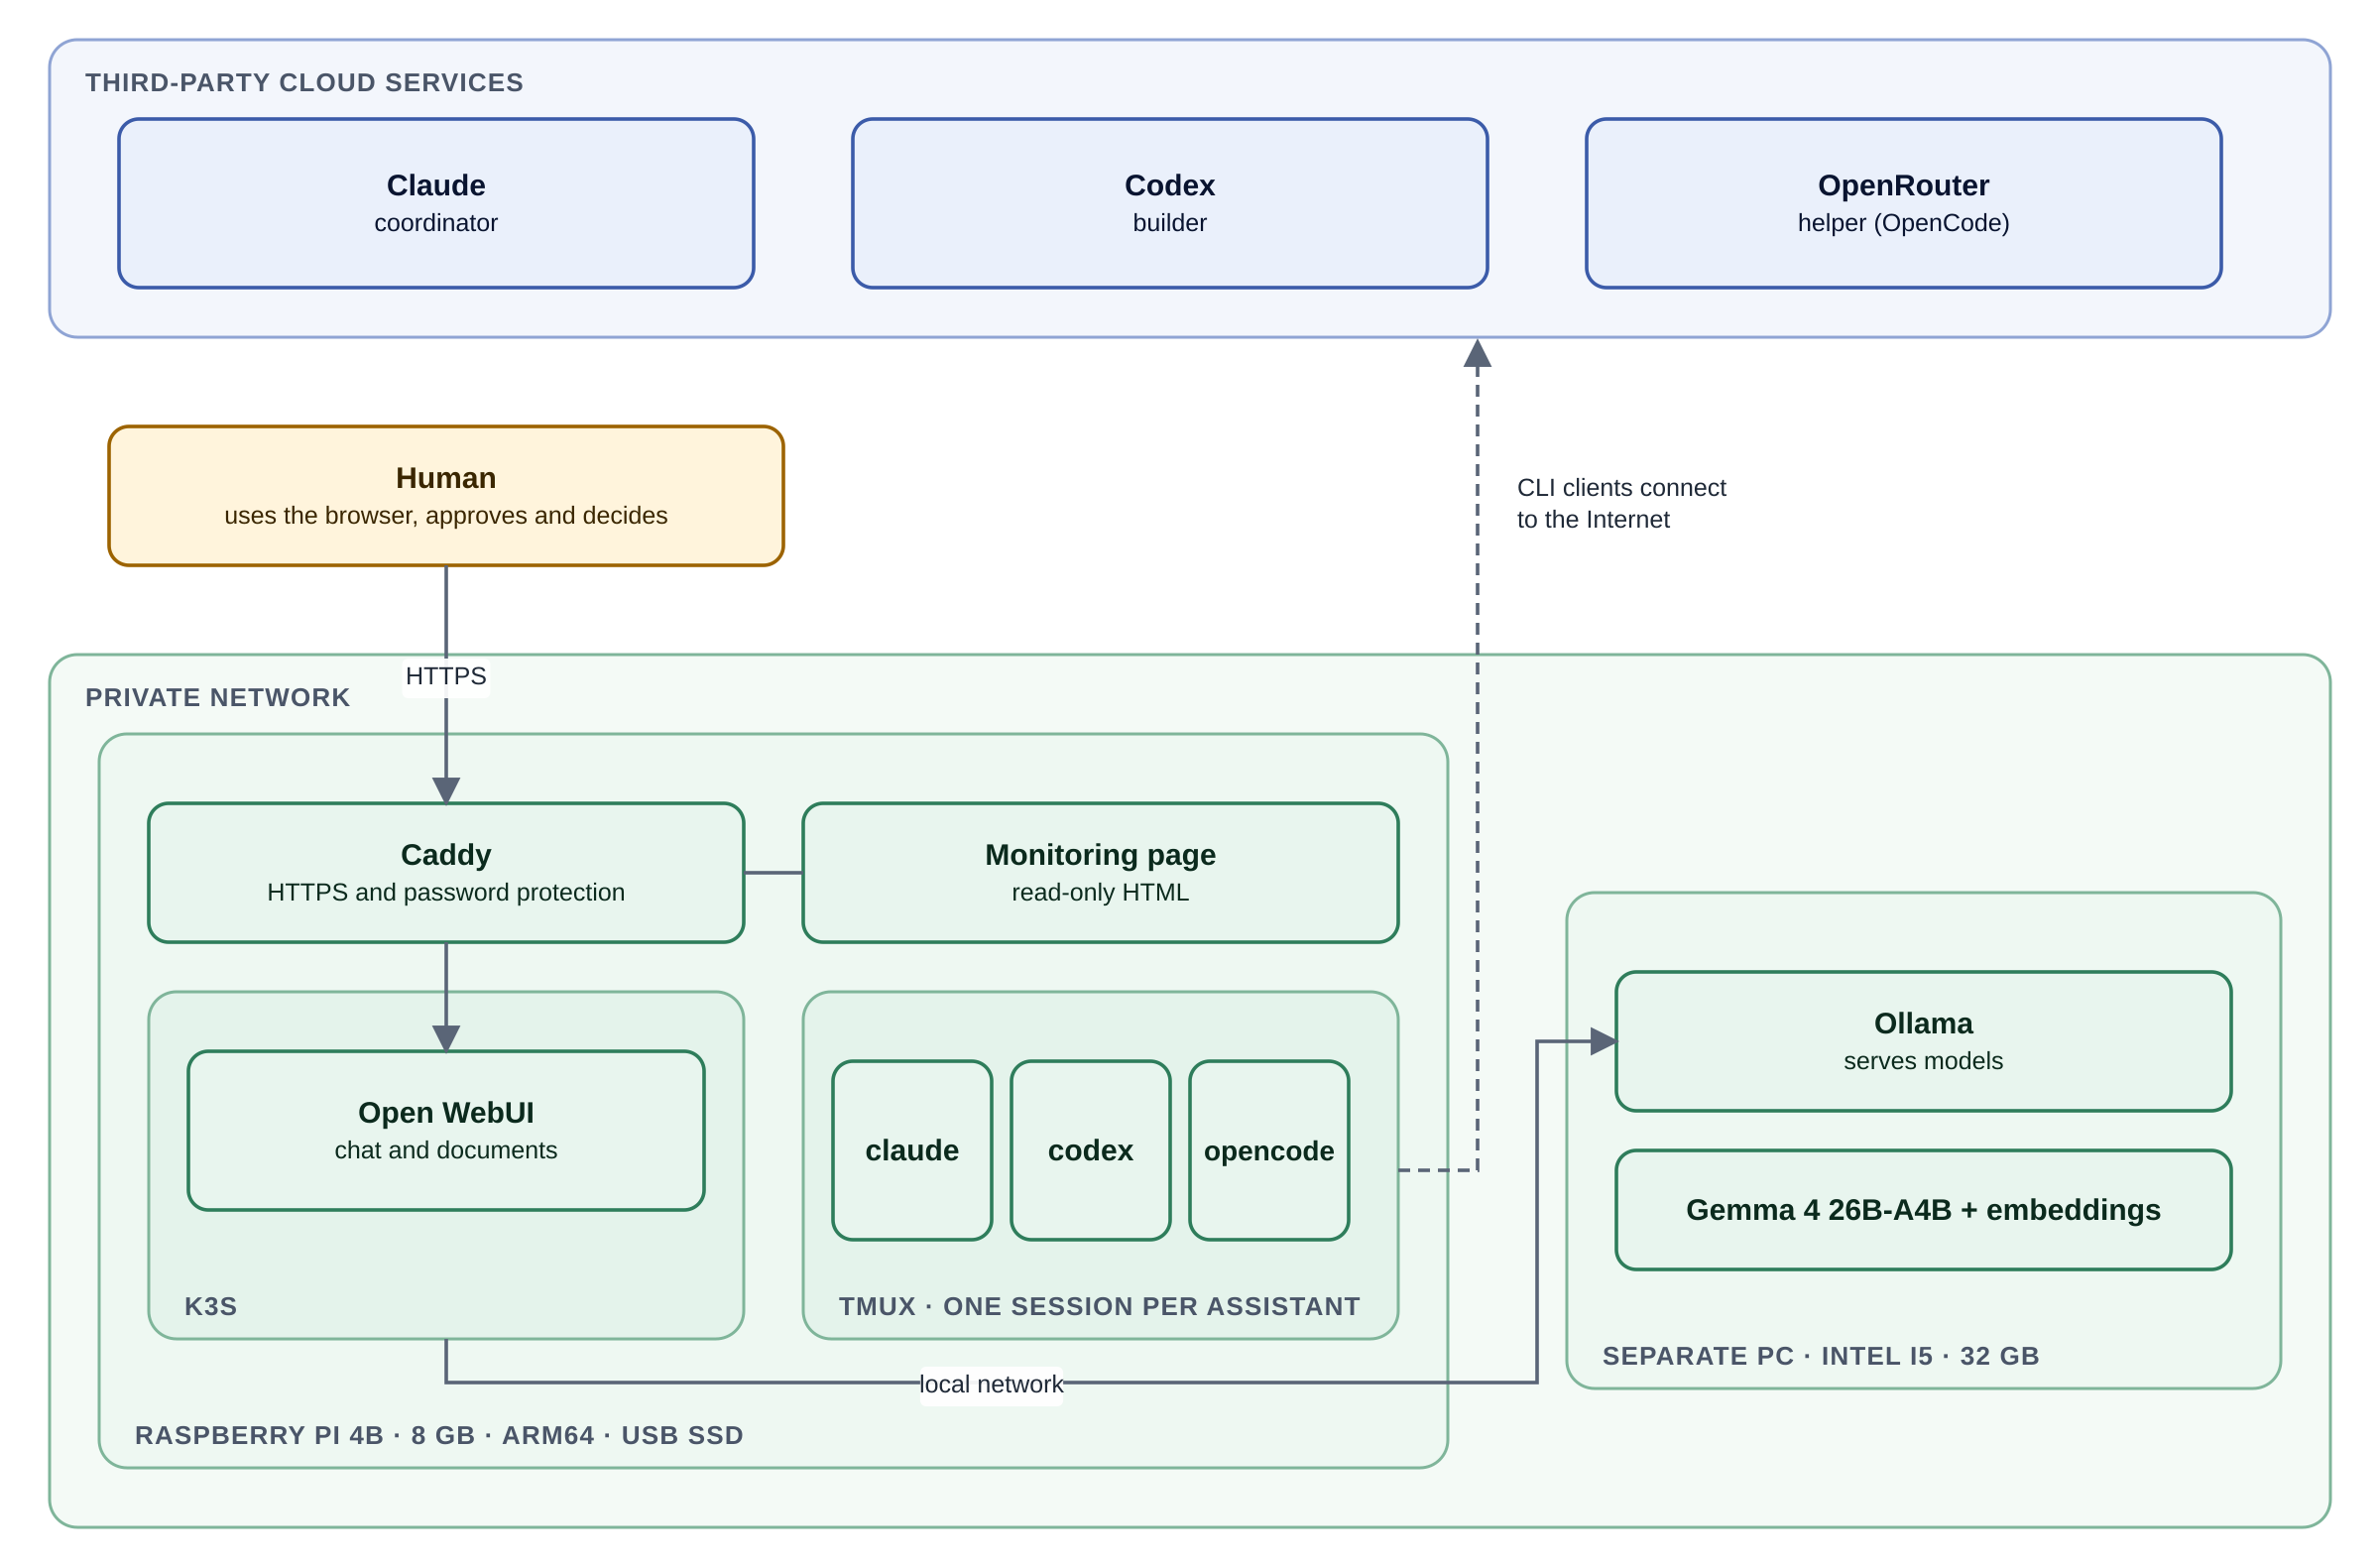 THIRD-PARTY CLOUD SERVICES
Claude
coordinator
Codex
builder
OpenRouter
helper (OpenCode)
Human
uses the browser, approves and decides
CLI clients connect
to the Internet
HTTPS
PRIVATE NETWORK
Caddy
HTTPS and password protection
Monitoring page
read-only HTML
Open WebUI
chat and documents
K3S
claude
codex
opencode
TMUX · ONE SESSION PER ASSISTANT
local network
RASPBERRY PI 4B · 8 GB · ARM64 · USB SSD
Ollama
serves models
Gemma 4 26B-A4B + embeddings
SEPARATE PC · INTEL I5 · 32 GB